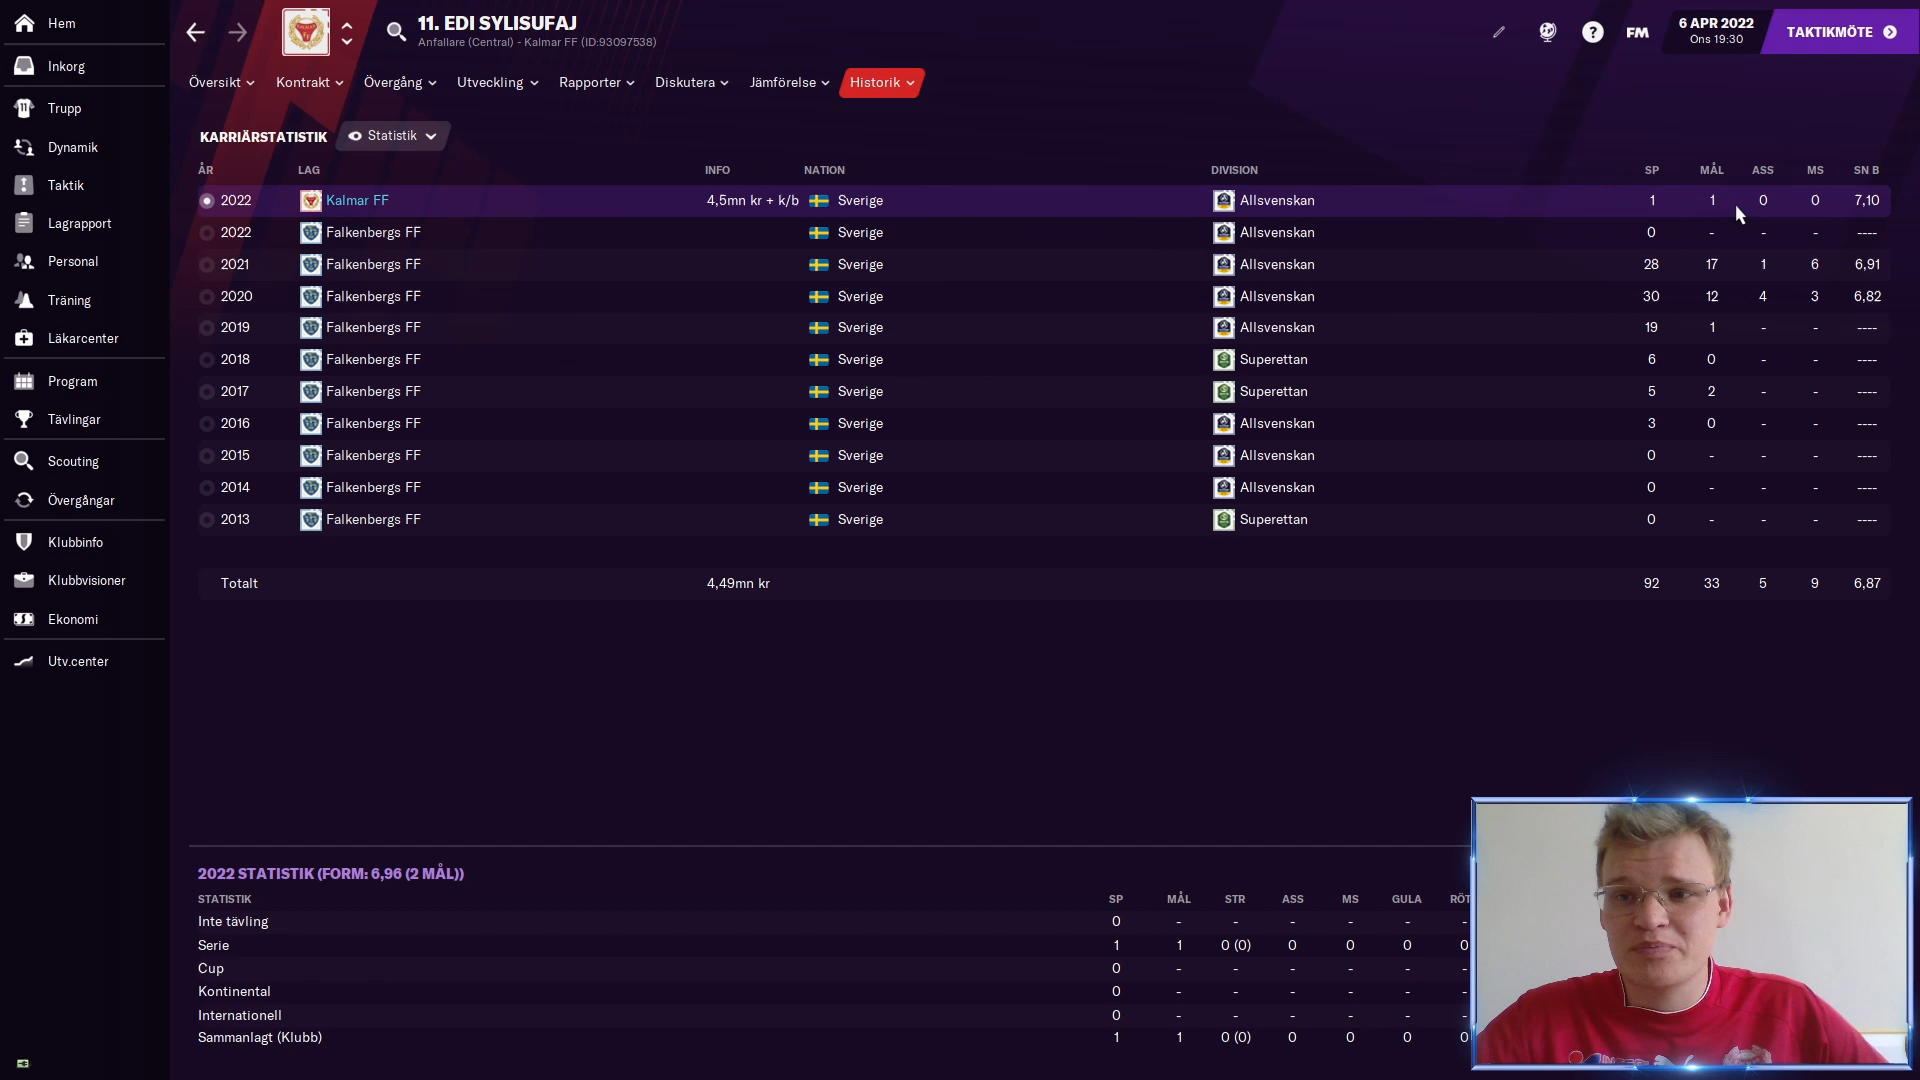 Hem
Inkorg
Trupp
Dynamik
Taktik
Lagrapport
Personal
Träning
Läkarcenter
Program
Tävlingar
Scouting
Övergångar
Klubbinfo
Klubbvisioner
Ekonomi
Utv.center
11. EDI SYLISUFAJ
Anfallare (Central) - Kalmar FF (ID:93097538)
FM
6 APR 2022
Ons 19:30
TAKTIKMÖTE
Översikt Kontrakt Övergång Utveckling Rapporter Diskutera Jämförelse Historik
KARRIÄRSTATISTIK Statistik
ÅR LAG INFO NATION DIVISION SP MÅL ASS MS SN B
2022 Kalmar FF 4,5mn kr + k/b Sverige Allsvenskan 1 1 0 0 7,10
2022 Falkenbergs FF Sverige Allsvenskan 0 - - - ----
2021 Falkenbergs FF Sverige Allsvenskan 28 17 1 6 6,91
2020 Falkenbergs FF Sverige Allsvenskan 30 12 4 3 6,82
2019 Falkenbergs FF Sverige Allsvenskan 19 1 - - ----
2018 Falkenbergs FF Sverige Superettan 6 0 - - ----
2017 Falkenbergs FF Sverige Superettan 5 2 - - ----
2016 Falkenbergs FF Sverige Allsvenskan 3 0 - - ----
2015 Falkenbergs FF Sverige Allsvenskan 0 - - - ----
2014 Falkenbergs FF Sverige Allsvenskan 0 - - - ----
2013 Falkenbergs FF Sverige Superettan 0 - - - ----
Totalt 4,49mn kr 92 33 5 9 6,87
2022 STATISTIK (FORM: 6,96 (2 MÅL))
STATISTIK SP MÅL STR ASS MS GULA RÖT
Inte tävling 0 - - - - - -
Serie 1 1 0 (0) 0 0 0 0
Cup 0 - - - - - -
Kontinental 0 - - - - - -
Internationell 0 - - - - - -
Sammanlagt (Klubb) 1 1 0 (0) 0 0 0 0